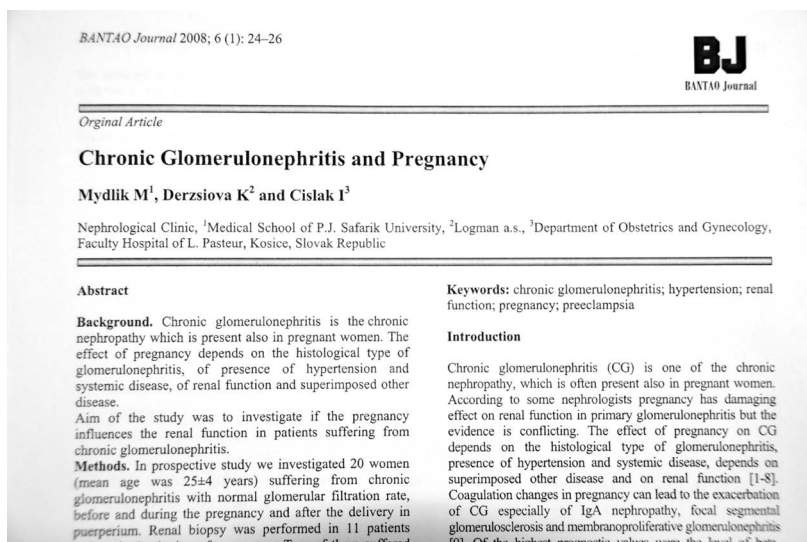 BANTAO Journal 2008; 6 (1): 24–26
BJ
BANTAO Journal
Orginal Article
Chronic Glomerulonephritis and Pregnancy
Mydlik M1, Derzsiova K2 and Cislak I3
Nephrological Clinic, 1Medical School of P.J. Safarik University, 2Logman a.s., 3Department of Obstetrics and Gynecology,
Faculty Hospital of L. Pasteur, Kosice, Slovak Republic
Abstract
Background. Chronic glomerulonephritis is the chronic
nephropathy which is present also in pregnant women. The
effect of pregnancy depends on the histological type of
glomerulonephritis, of presence of hypertension and
systemic disease, of renal function and superimposed other
disease.
Aim of the study was to investigate if the pregnancy
influences the renal function in patients suffering from
chronic glomerulonephritis.
Methods. In prospective study we investigated 20 women
(mean age was 25±4 years) suffering from chronic
glomerulonephritis with normal glomerular filtration rate,
before and during the pregnancy and after the delivery in
puerperium. Renal biopsy was performed in 11 patients
Keywords: chronic glomerulonephritis; hypertension; renal
function; pregnancy; preeclampsia
Introduction
Chronic glomerulonephritis (CG) is one of the chronic
nephropathy, which is often present also in pregnant women.
According to some nephrologists pregnancy has damaging
effect on renal function in primary glomerulonephritis but the
evidence is conflicting. The effect of pregnancy on CG
depends on the histological type of glomerulonephritis,
presence of hypertension and systemic disease, depends on
superimposed other disease and on renal function [1-8].
Coagulation changes in pregnancy can lead to the exacerbation
of CG especially of IgA nephropathy, focal segmental
glomerulosclerosis and membranoproliferative glomerulonephritis